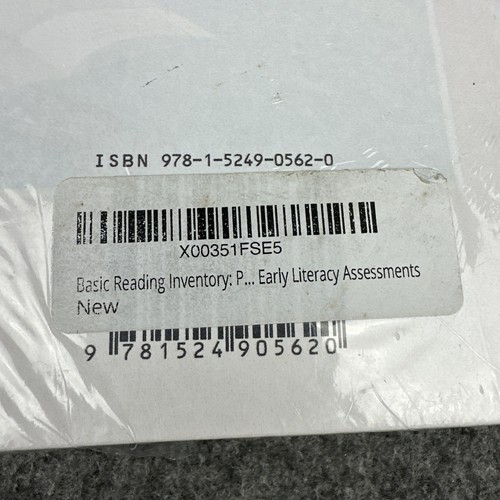 ISBN 978-1-5249-0562-0
X00351FSE5
Basic Reading Inventory: P... Early Literacy Assessments
New
9 781524 905620